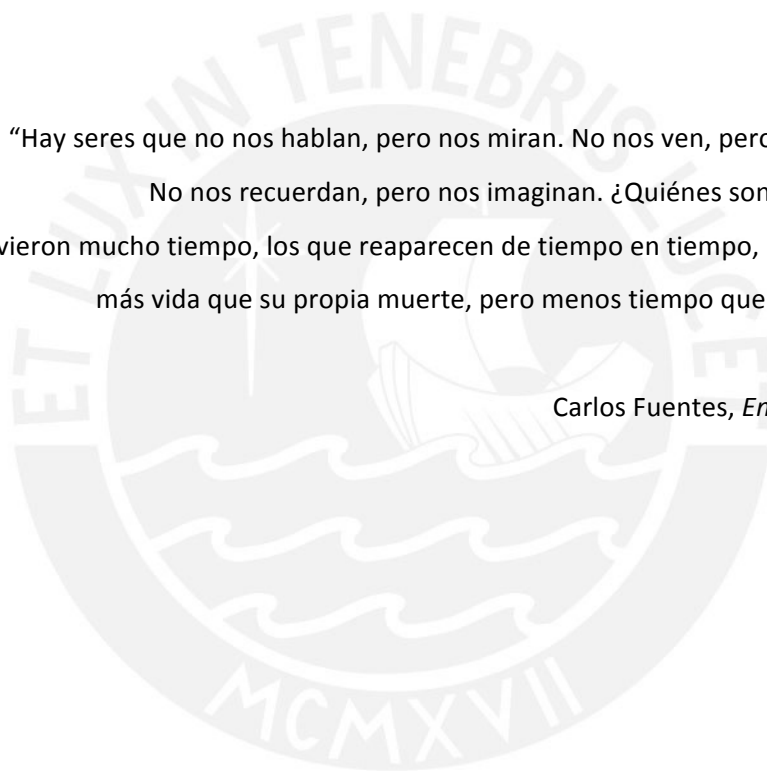 ET LUX IN TENEBRIS LUCET
“Hay seres que no nos hablan, pero nos miran. No nos ven, pero
No nos recuerdan, pero nos imaginan. ¿Quiénes son
vieron mucho tiempo, los que reaparecen de tiempo en tiempo,
más vida que su propia muerte, pero menos tiempo que
Carlos Fuentes, En
MCMXVII